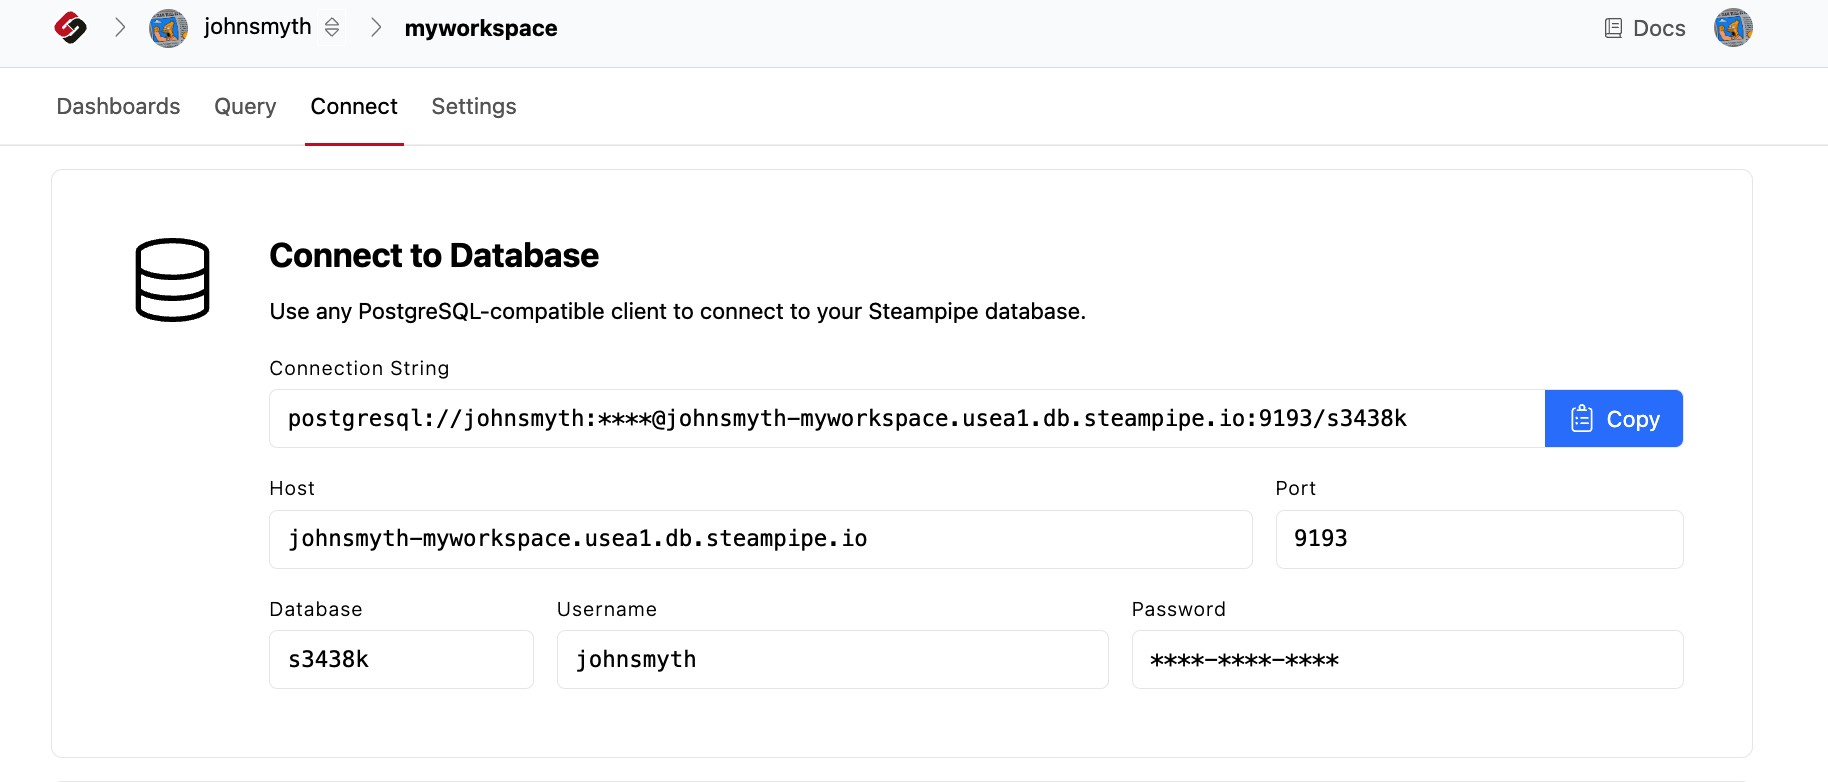 johnsmyth
myworkspace
Docs
Dashboards Query Connect Settings
Connect to Database
Use any PostgreSQL-compatible client to connect to your Steampipe database.
Connection String
postgresql://johnsmyth:****@johnsmyth-myworkspace.usea1.db.steampipe.io:9193/s3438k
Copy
Host
Port
johnsmyth-myworkspace.usea1.db.steampipe.io
9193
Database
Username
Password
s3438k
johnsmyth
****-****-****